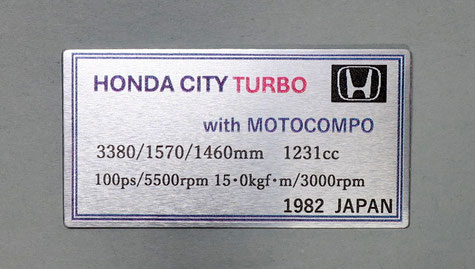 HONDA CITY TURBO
with MOTOCOMPO
3380/1570/1460mm 1231cc
100ps/5500rpm 15・0kgf・m/3000rpm
1982 JAPAN